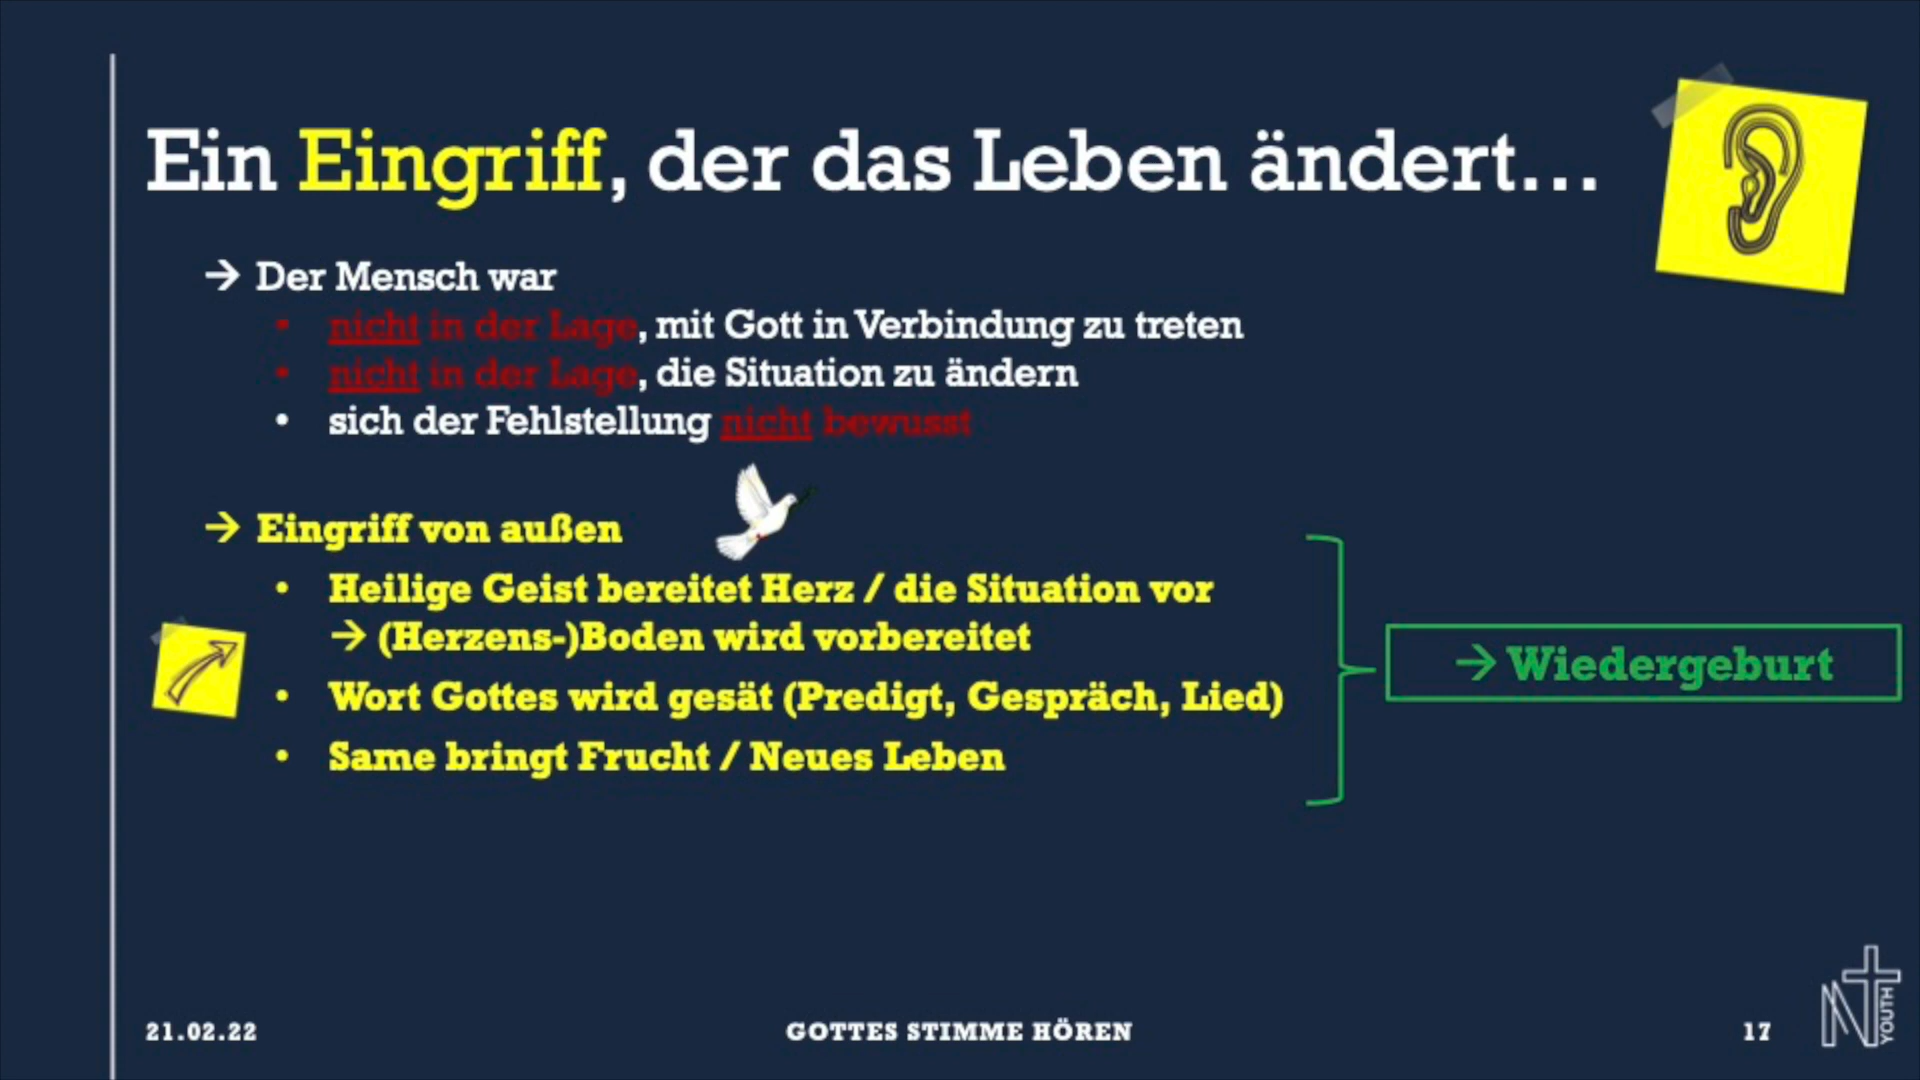 Ein Eingriff, der das Leben ändert...
→ Der Mensch war
• nicht in der Lage, mit Gott in Verbindung zu treten
• nicht in der Lage, die Situation zu ändern
• sich der Fehlstellung nicht bewusst
→ Eingriff von außen
• Heilige Geist bereitet Herz / die Situation vor
→ (Herzens-)Boden wird vorbereitet
• Wort Gottes wird gesät (Predigt, Gespräch, Lied)
• Same bringt Frucht / Neues Leben
→ Wiedergeburt
21.02.22
GOTTES STIMME HÖREN
17
NT YOUTH